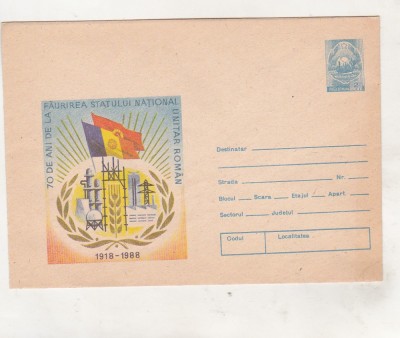 70 DE ANI DE LA FĂURIREA STATULUI NAȚIONAL UNITAR ROMÂN
1918-1988
Destinatar
Strada Nr.
Blocul Scara Etajul Apart
Sectorul Județul
Codul Localitatea